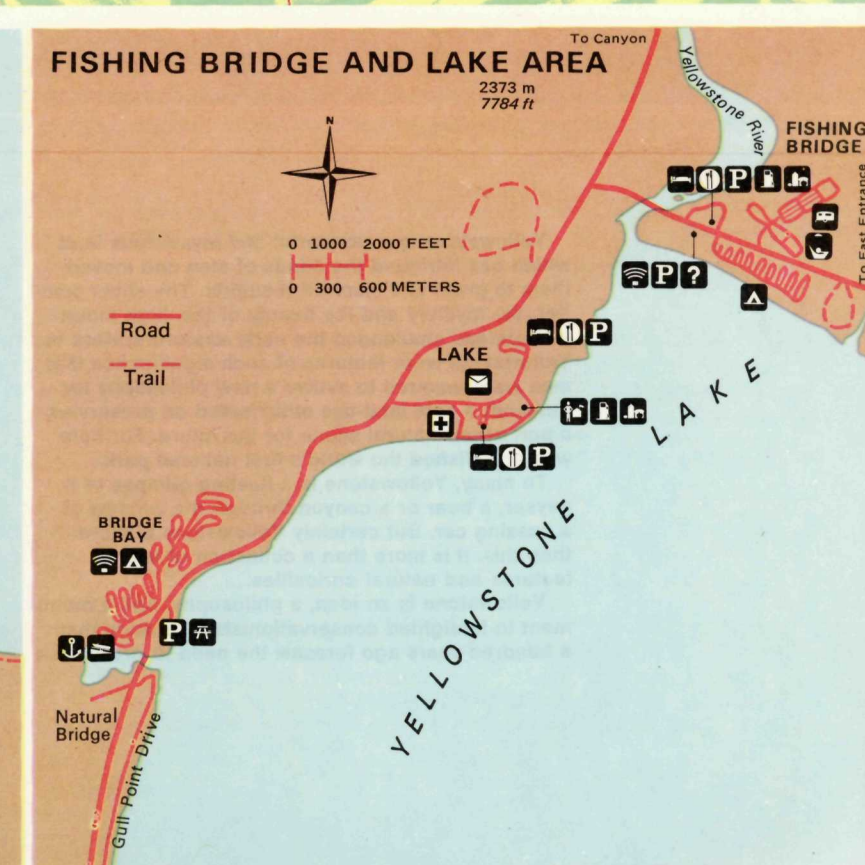 To Canyon
FISHING BRIDGE AND LAKE AREA
2373 m
7784 ft
Yellowstone River
FISHING
BRIDGE
N
P
To East Entrance
0 1000 2000 FEET
0 300 600 METERS
P ?
Road
Trail
LAKE
P
P
YELLOWSTONE LAKE
BRIDGE
BAY
P
Natural
Bridge
Gull Point Drive